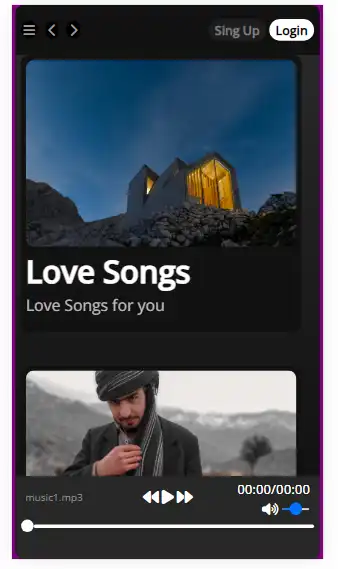 Sing Up
Login
Love Songs
Love Songs for you
music1.mp3
00:00/00:00